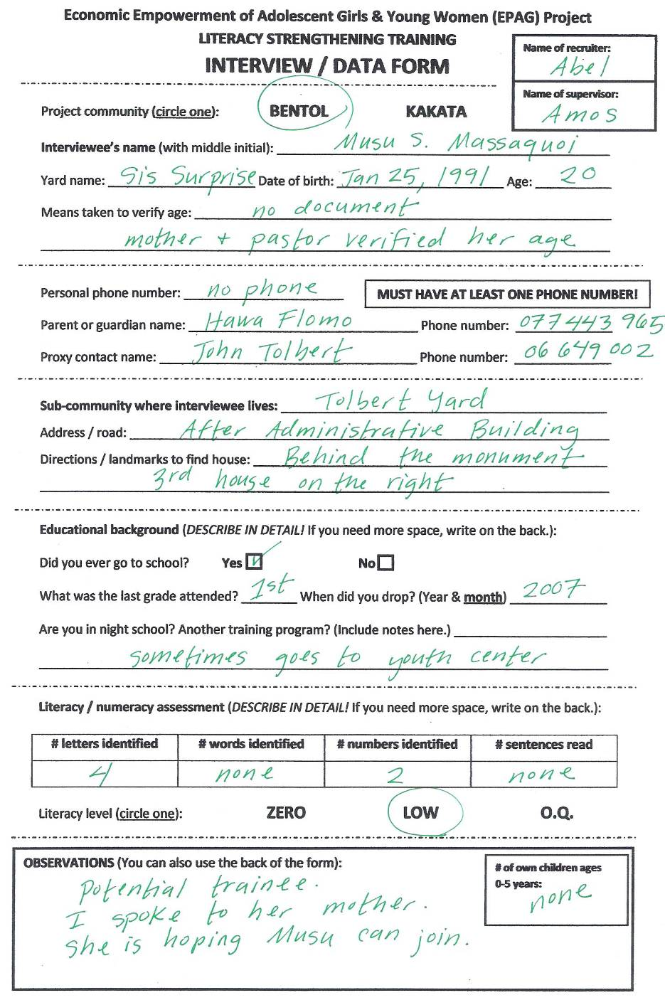 Economic Empowerment of Adolescent Girls & Young Women (EPAG) Project
LITERACY STRENGTHENING TRAINING
INTERVIEW / DATA FORM
Name of recruiter:
Abel
Name of supervisor:
Amos
Project community (circle one): BENTOL KAKATA
Interviewee's name (with middle initial): Musu S. Massaquoi
Yard name: Sis Surprise Date of birth: Jan 25, 1991 Age: 20
Means taken to verify age: no document
mother + pastor verified her age
Personal phone number: no phone MUST HAVE AT LEAST ONE PHONE NUMBER!
Parent or guardian name: Hawa Flomo Phone number: 077 443 965
Proxy contact name: John Tolbert Phone number: 06 649 002
Sub-community where interviewee lives: Tolbert Yard
Address / road: After Administrative Building
Directions / landmarks to find house: Behind the monument
3rd house on the right
Educational background (DESCRIBE IN DETAIL! If you need more space, write on the back.):
Did you ever go to school? Yes No
What was the last grade attended? 1st When did you drop? (Year & month) 2007
Are you in night school? Another training program? (Include notes here.)
sometimes goes to youth center
Literacy / numeracy assessment (DESCRIBE IN DETAIL! If you need more space, write on the back.):
# letters identified # words identified # numbers identified # sentences read
4 none 2 none
Literacy level (circle one): ZERO LOW O.Q.
OBSERVATIONS (You can also use the back of the form):
Potential trainee.
I spoke to her mother.
She is hoping Musu can join.
# of own children ages
0-5 years:
none